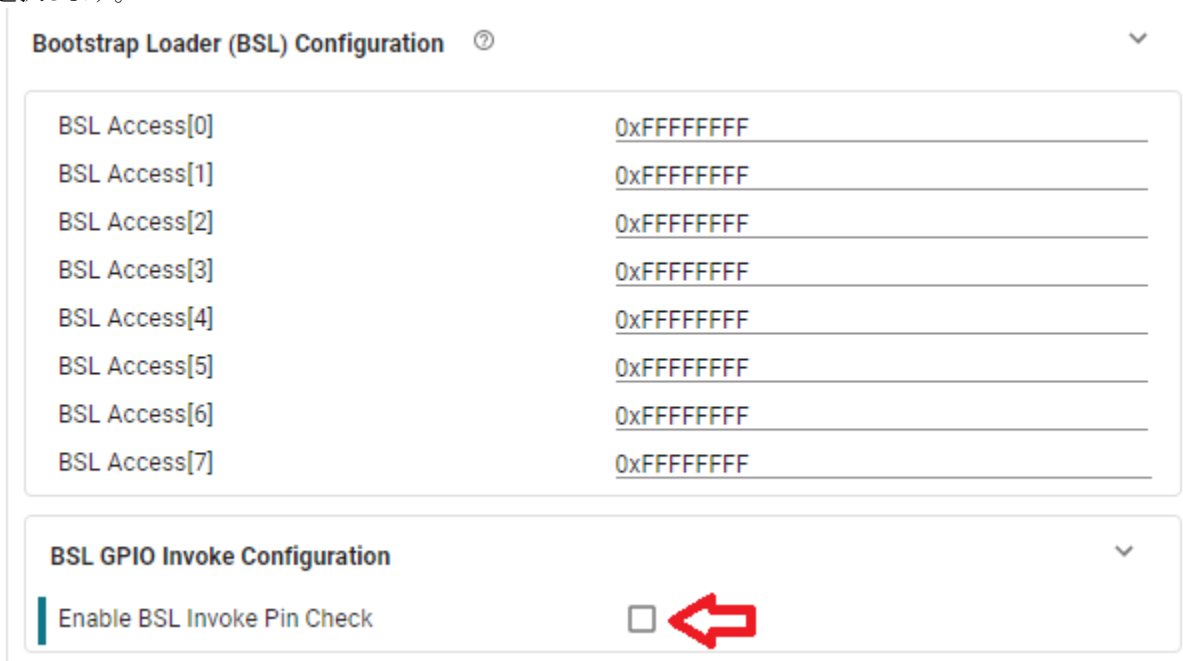 Bootstrap Loader (BSL) Configuration
BSL Access[0] 0xFFFFFFFF
BSL Access[1] 0xFFFFFFFF
BSL Access[2] 0xFFFFFFFF
BSL Access[3] 0xFFFFFFFF
BSL Access[4] 0xFFFFFFFF
BSL Access[5] 0xFFFFFFFF
BSL Access[6] 0xFFFFFFFF
BSL Access[7] 0xFFFFFFFF
BSL GPIO Invoke Configuration
Enable BSL Invoke Pin Check